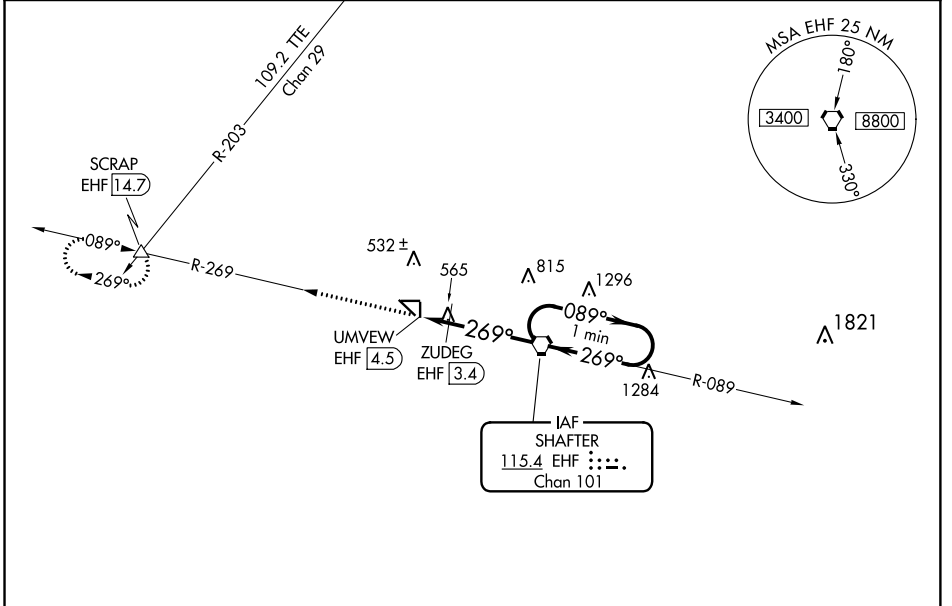 MSA EHF 25 NM
180°
3400
8800
330°
109.2 TTE
Chan 29
R-203
SCRAP
EHF 14.7
089°
269°
R-269
532 ±
565
815
1296
1821
UMVEW
EHF 4.5
ZUDEG
EHF 3.4
269°
089°
1 min
269°
1284
R-089
IAF
SHAFTER
115.4 EHF
Chan 101